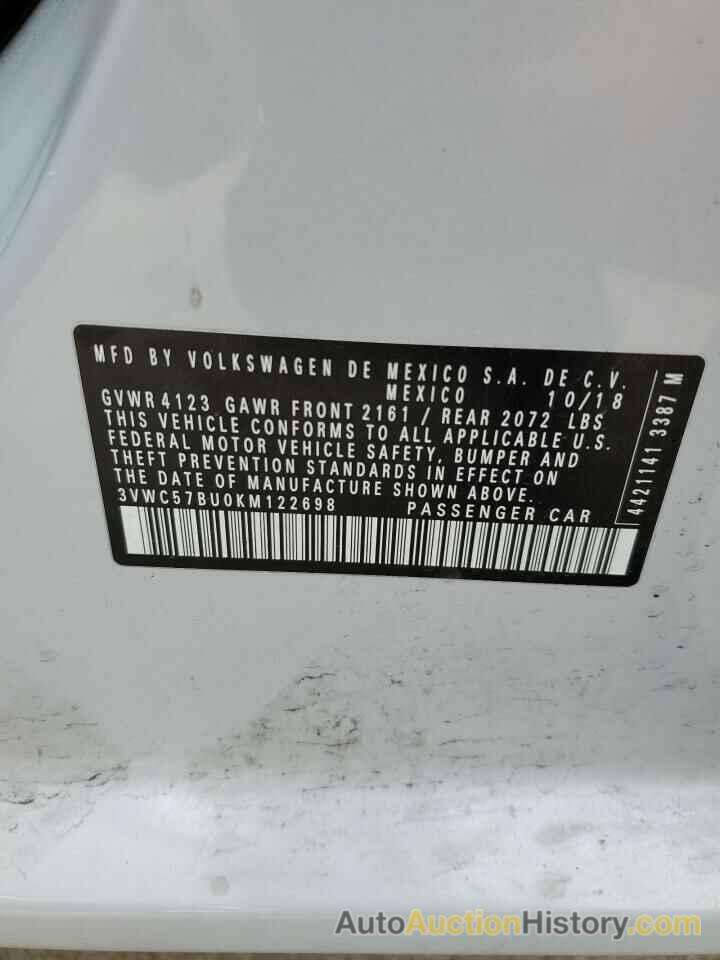 MFD BY VOLKSWAGEN DE MEXICO S.A. DE C.V.
MEXICO 10/18
GVWR 4123 GAWR FRONT 2161 / REAR 2072 LBS
THIS VEHICLE CONFORMS TO ALL APPLICABLE U.S.
FEDERAL MOTOR VEHICLE SAFETY, BUMPER AND
THEFT PREVENTION STANDARDS IN EFFECT ON
THE DATE OF MANUFACTURE SHOWN ABOVE.
3VWC57BU0KM122698 PASSENGER CAR
4421141 3387 M
AutoAuctionHistory.com